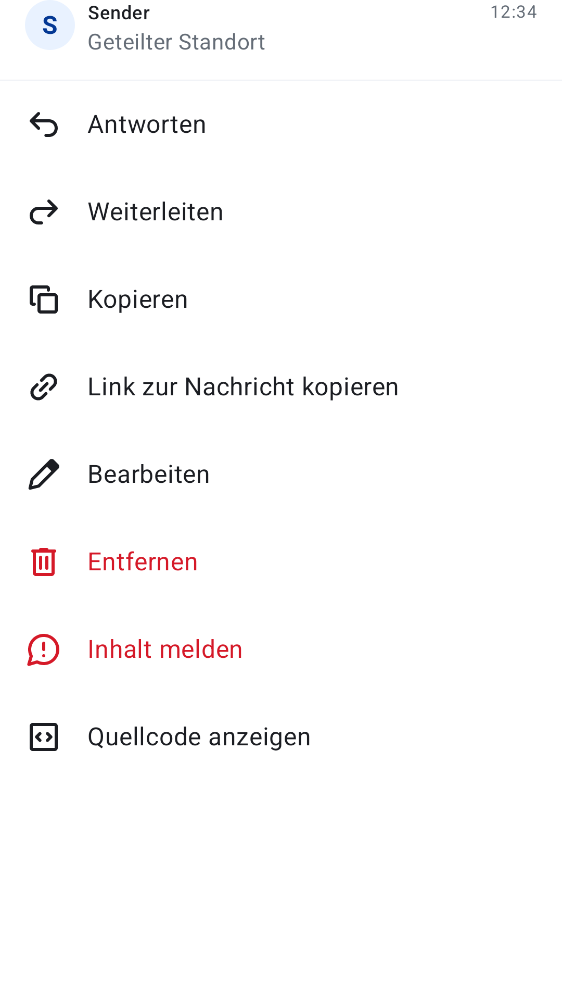 S
Sender
12:34
Geteilter Standort
Antworten
Weiterleiten
Kopieren
Link zur Nachricht kopieren
Bearbeiten
Entfernen
Inhalt melden
Quellcode anzeigen